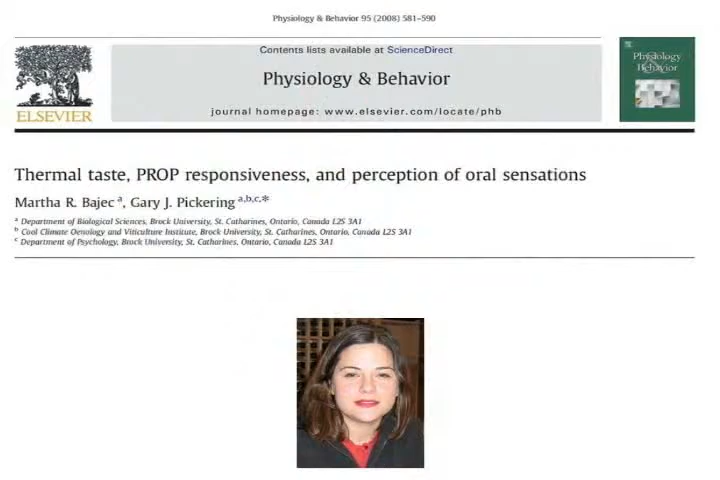 Physiology & Behavior 95 (2008) 581–590
Contents lists available at ScienceDirect
Physiology & Behavior
journal homepage: www.elsevier.com/locate/phb
ELSEVIER
Physiology
Behavior
Thermal taste, PROP responsiveness, and perception of oral sensations
Martha R. Bajec a, Gary J. Pickering a,b,c,*
a Department of Biological Sciences, Brock University, St. Catharines, Ontario, Canada L2S 3A1
b Cool Climate Oenology and Viticulture Institute, Brock University, St. Catharines, Ontario, Canada L2S 3A1
c Department of Psychology, Brock University, St. Catharines, Ontario, Canada L2S 3A1